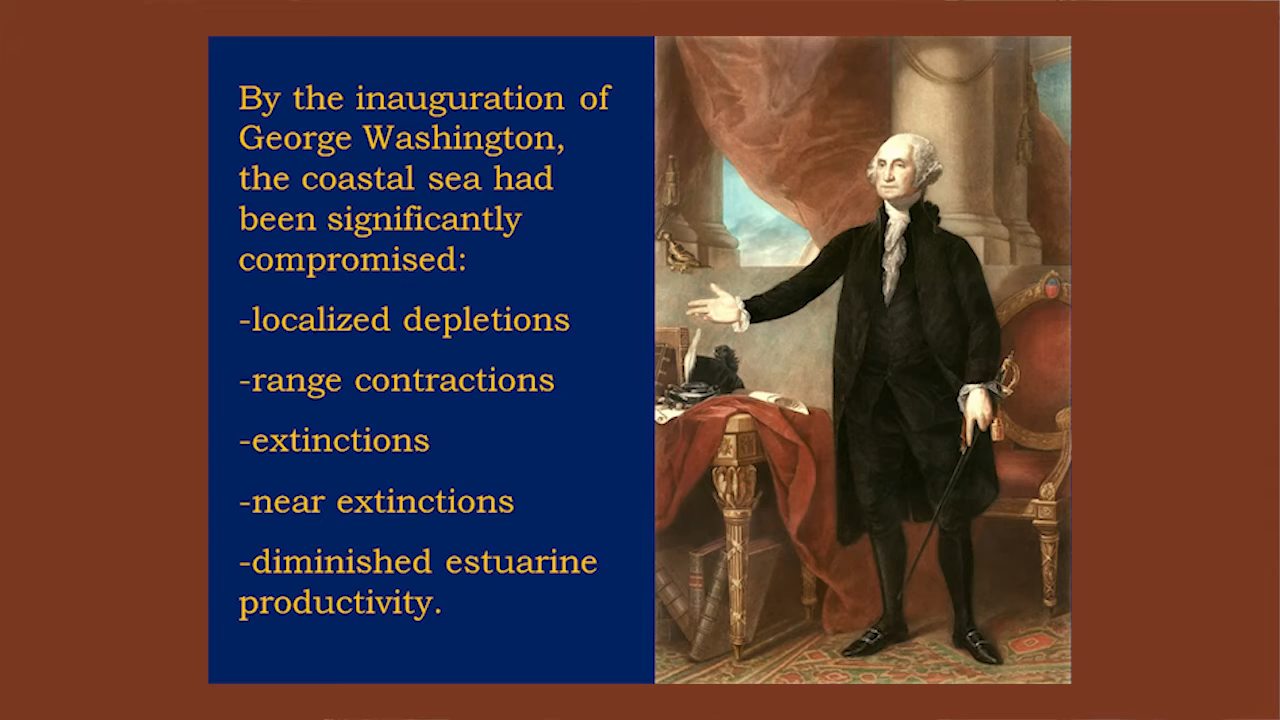 By the inauguration of
George Washington,
the coastal sea had
been significantly
compromised:
-localized depletions
-range contractions
-extinctions
-near extinctions
-diminished estuarine
productivity.